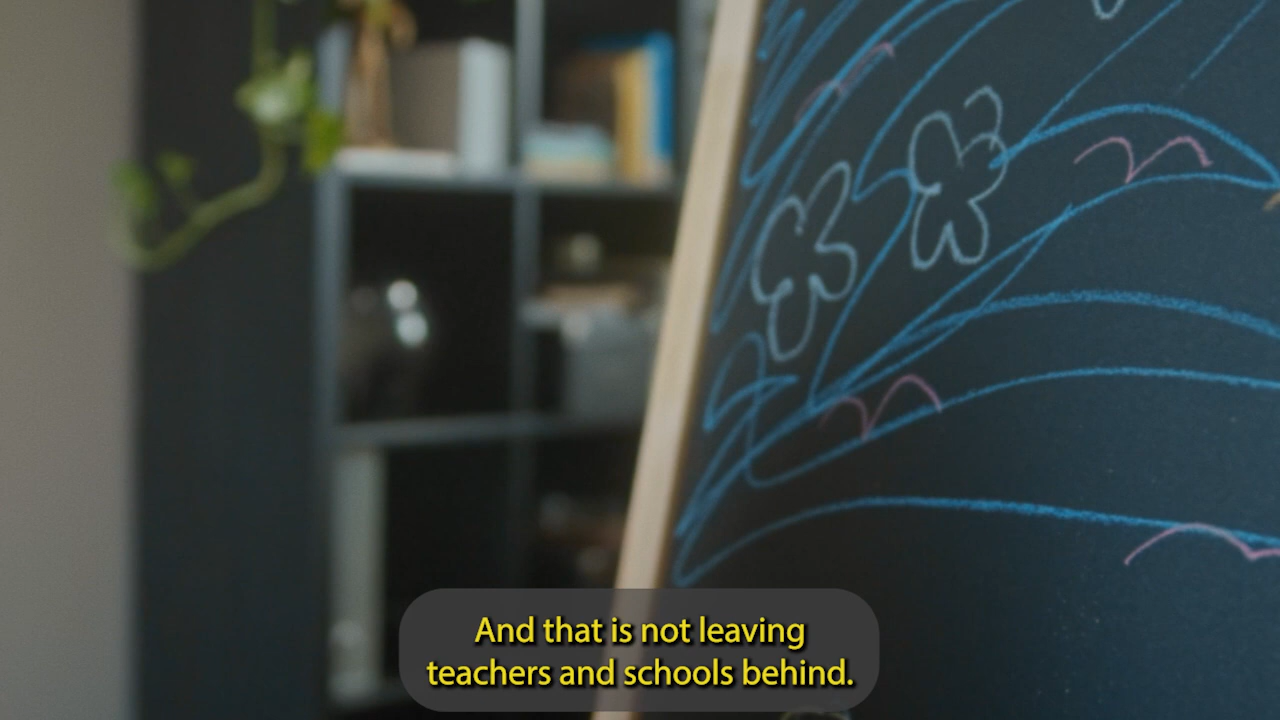 And that is not leaving
teachers and schools behind.